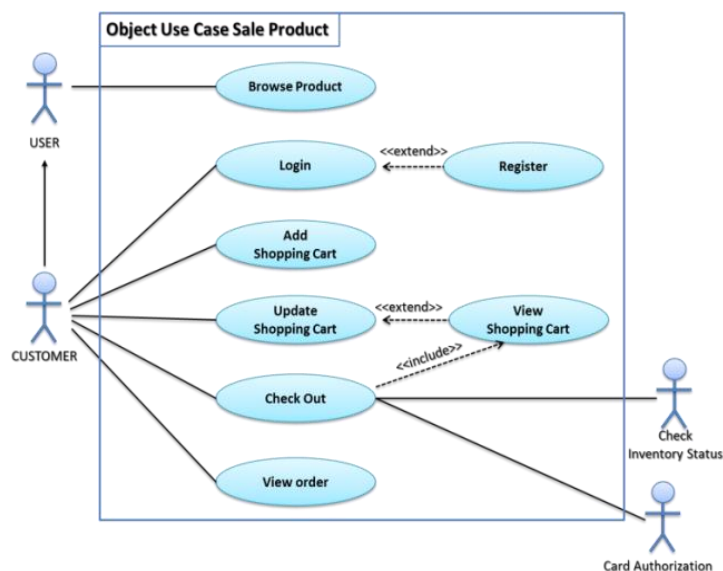 Object Use Case Sale Product
Browse Product
USER
Login
<<extend>>
Register
Add
Shopping Cart
CUSTOMER
Update
Shopping Cart
<<extend>>
View
Shopping Cart
<<include>>
Check Out
Check
Inventory Status
View order
Card Authorization